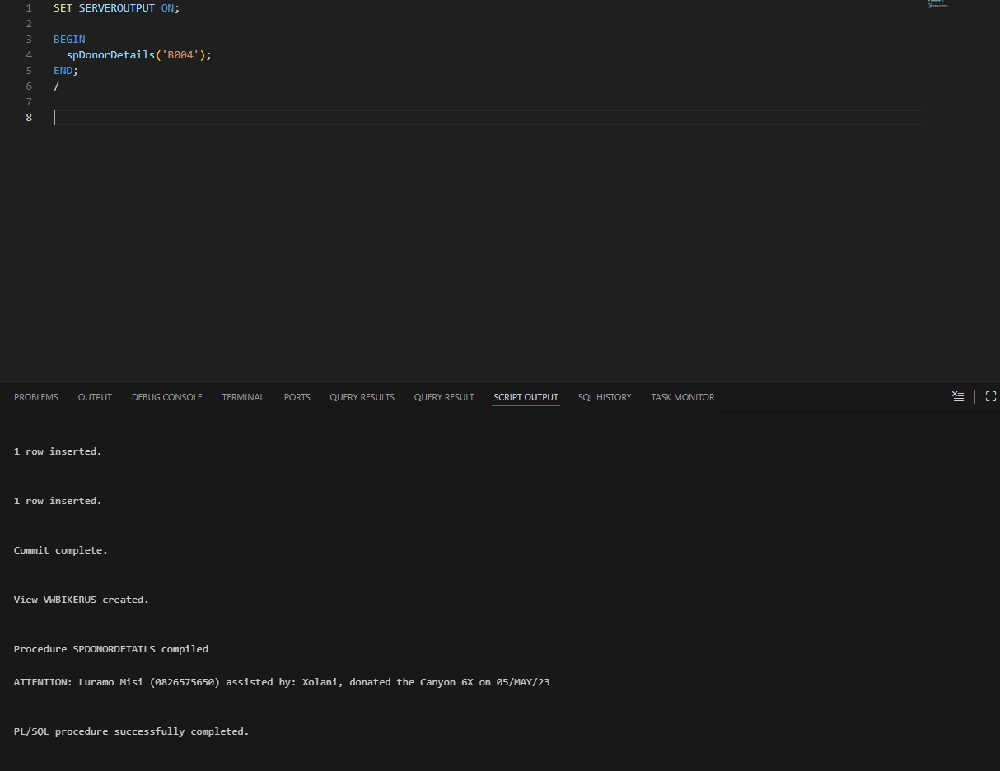 1 SET SERVEROUTPUT ON;
2
3 BEGIN
4 spDonorDetails('B004');
5 END;
6 /
7
8
PROBLEMS OUTPUT DEBUG CONSOLE TERMINAL PORTS QUERY RESULTS QUERY RESULT SCRIPT OUTPUT SQL HISTORY TASK MONITOR
1 row inserted.
1 row inserted.
Commit complete.
View VWBIKERUS created.
Procedure SPDONORDETAILS compiled
ATTENTION: Luramo Misi (0826575650) assisted by: Xolani, donated the Canyon 6X on 05/MAY/23
PL/SQL procedure successfully completed.